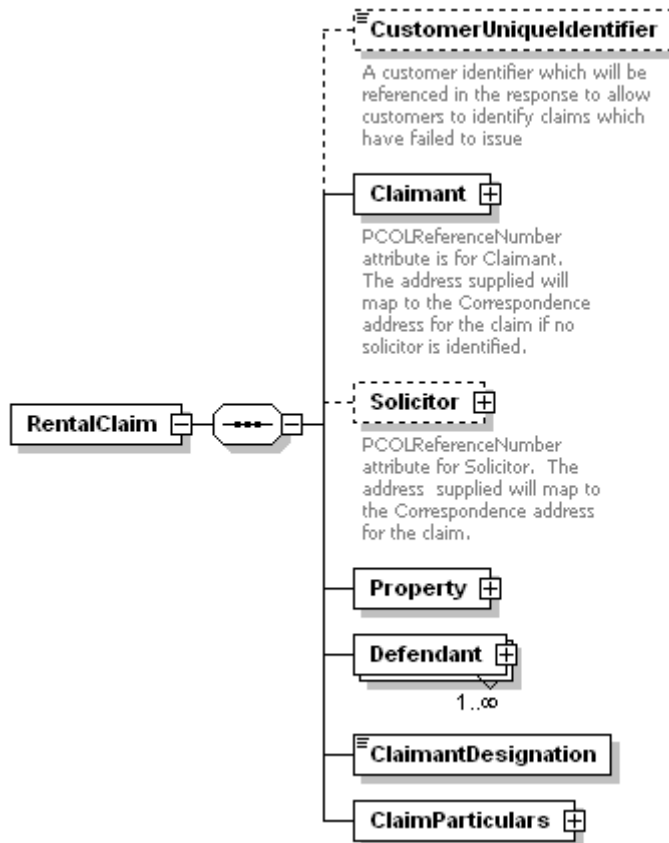 CustomerUniqueIdentifier
A customer identifier which will be
referenced in the response to allow
customers to identify claims which
have failed to issue
Claimant
PCOLReferenceNumber
attribute is for Claimant.
The address supplied will
map to the Correspondence
address for the claim if no
solicitor is identified.
RentalClaim
Solicitor
PCOLReferenceNumber
attribute for Solicitor.  The
address  supplied will map to
the Correspondence address
for the claim.
Property
Defendant
1..∞
ClaimantDesignation
ClaimParticulars